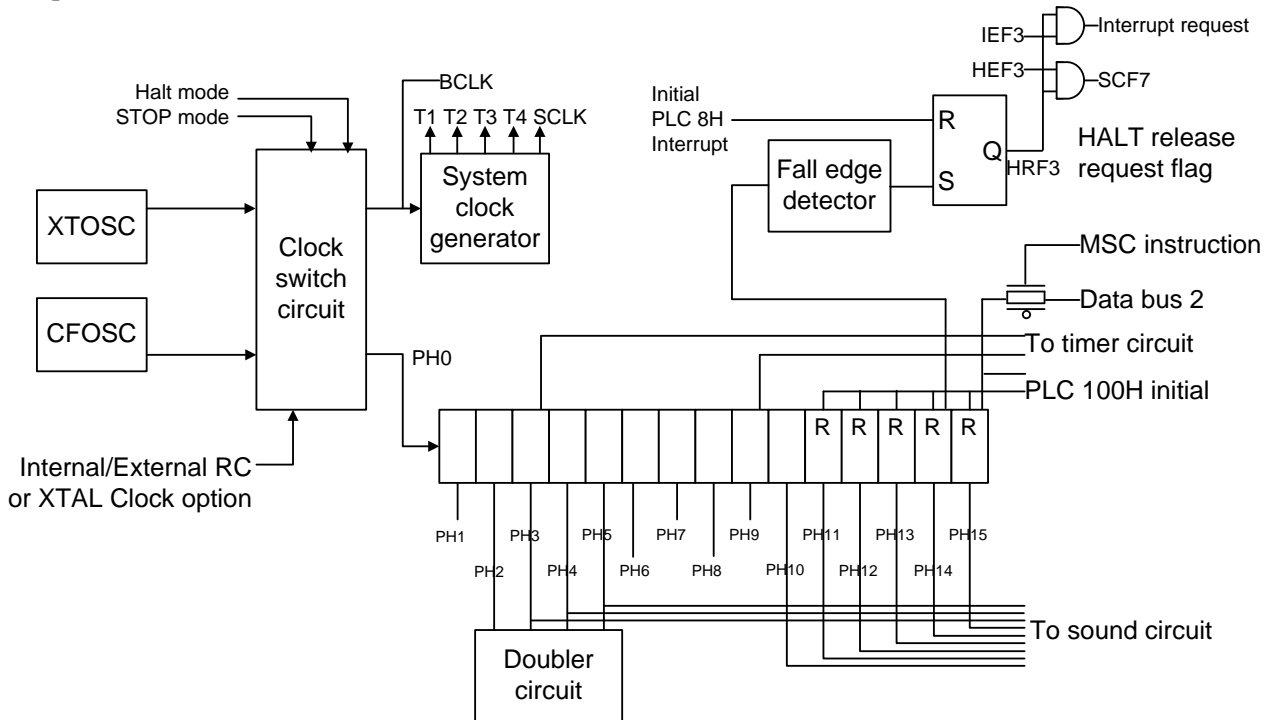 Interrupt request
IEF3
HEF3
SCF7
Halt mode
STOP mode
BCLK
T1 T2 T3 T4 SCLK
Initial
PLC 8H
Interrupt
R
Q
S
HRF3
HALT release
request flag
Fall edge
detector
System
clock
generator
XTOSC
Clock
switch
circuit
CFOSC
MSC instruction
Data bus 2
To timer circuit
PH0
PLC 100H initial
R R R R R
Internal/External RC
or XTAL Clock option
PH1 PH3 PH5 PH7 PH9 PH11 PH13 PH15
PH2 PH4 PH6 PH8 PH10 PH12 PH14
To sound circuit
Doubler
circuit